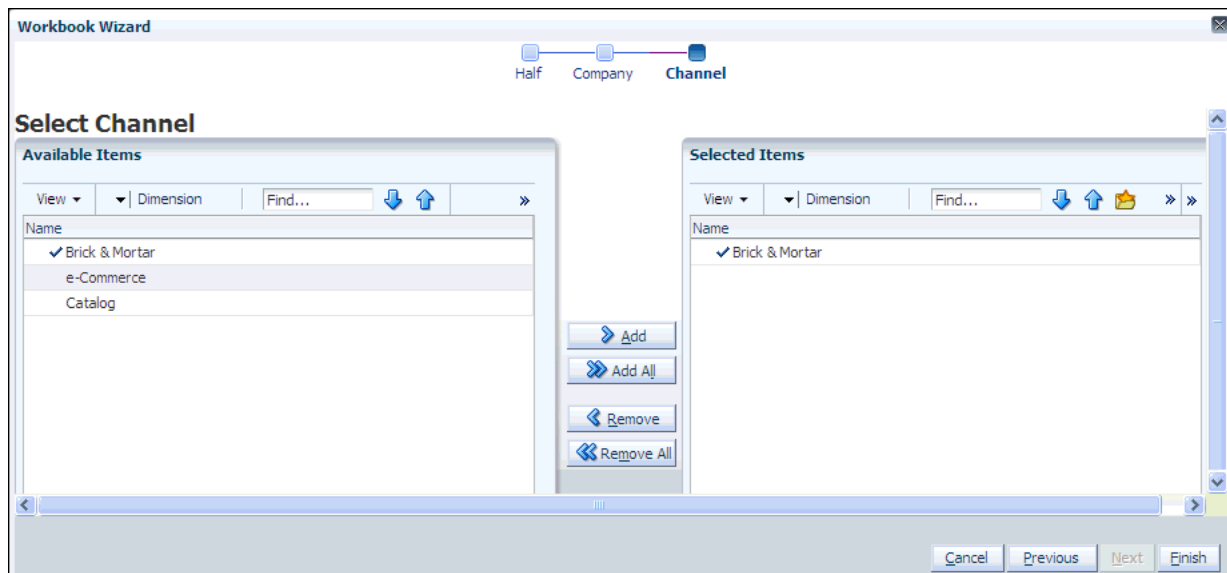 Workbook Wizard
Half Company Channel
Select Channel
Available Items
View Dimension Find...
Name
Brick & Mortar
e-Commerce
Catalog
Add
Add All
Remove
Remove All
Selected Items
View Dimension Find...
Name
Brick & Mortar
Cancel Previous Next Finish